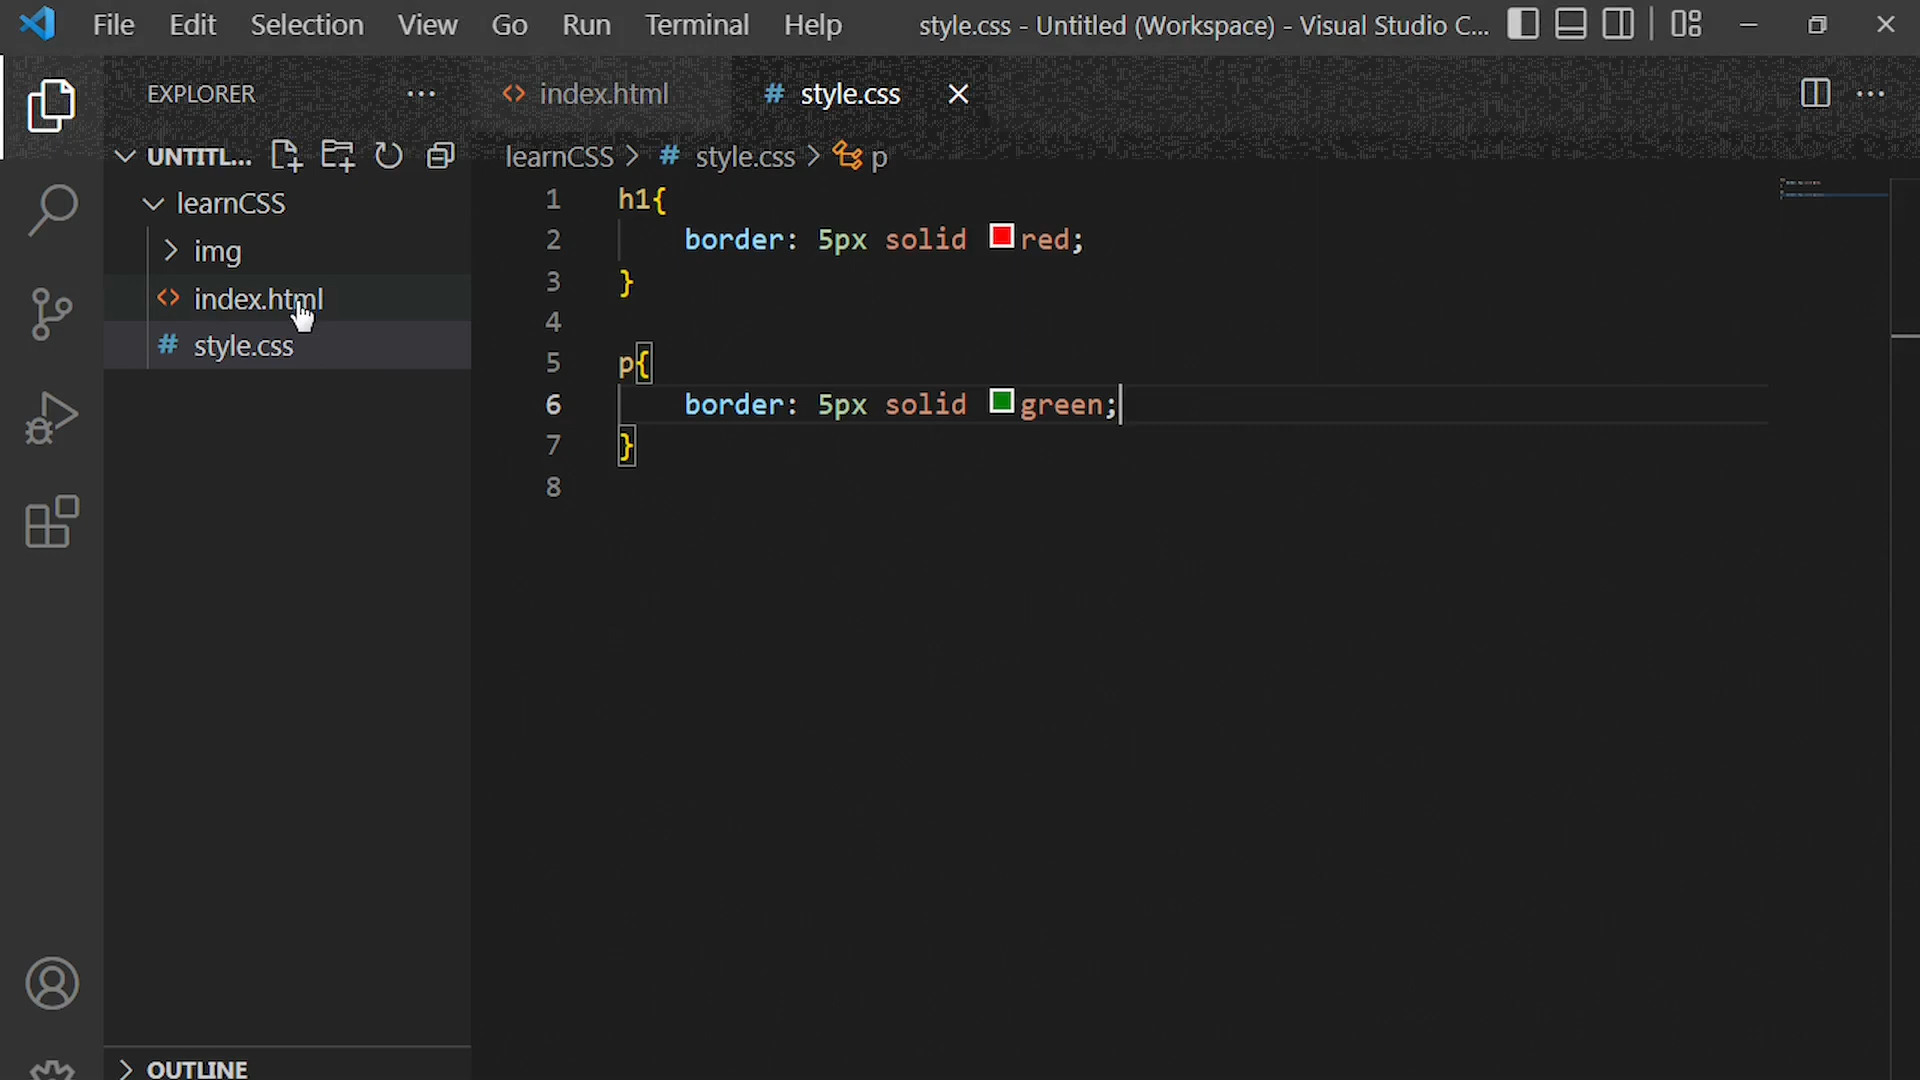 File Edit Selection View Go Run Terminal Help style.css - Untitled (Workspace) - Visual Studio C...
EXPLORER
UNTITL...
learnCSS
img
index.html
style.css
OUTLINE
index.html
style.css
learnCSS > # style.css > p
1 h1{
2 border: 5px solid red;
3 }
4
5 p{
6 border: 5px solid green;
7 }
8